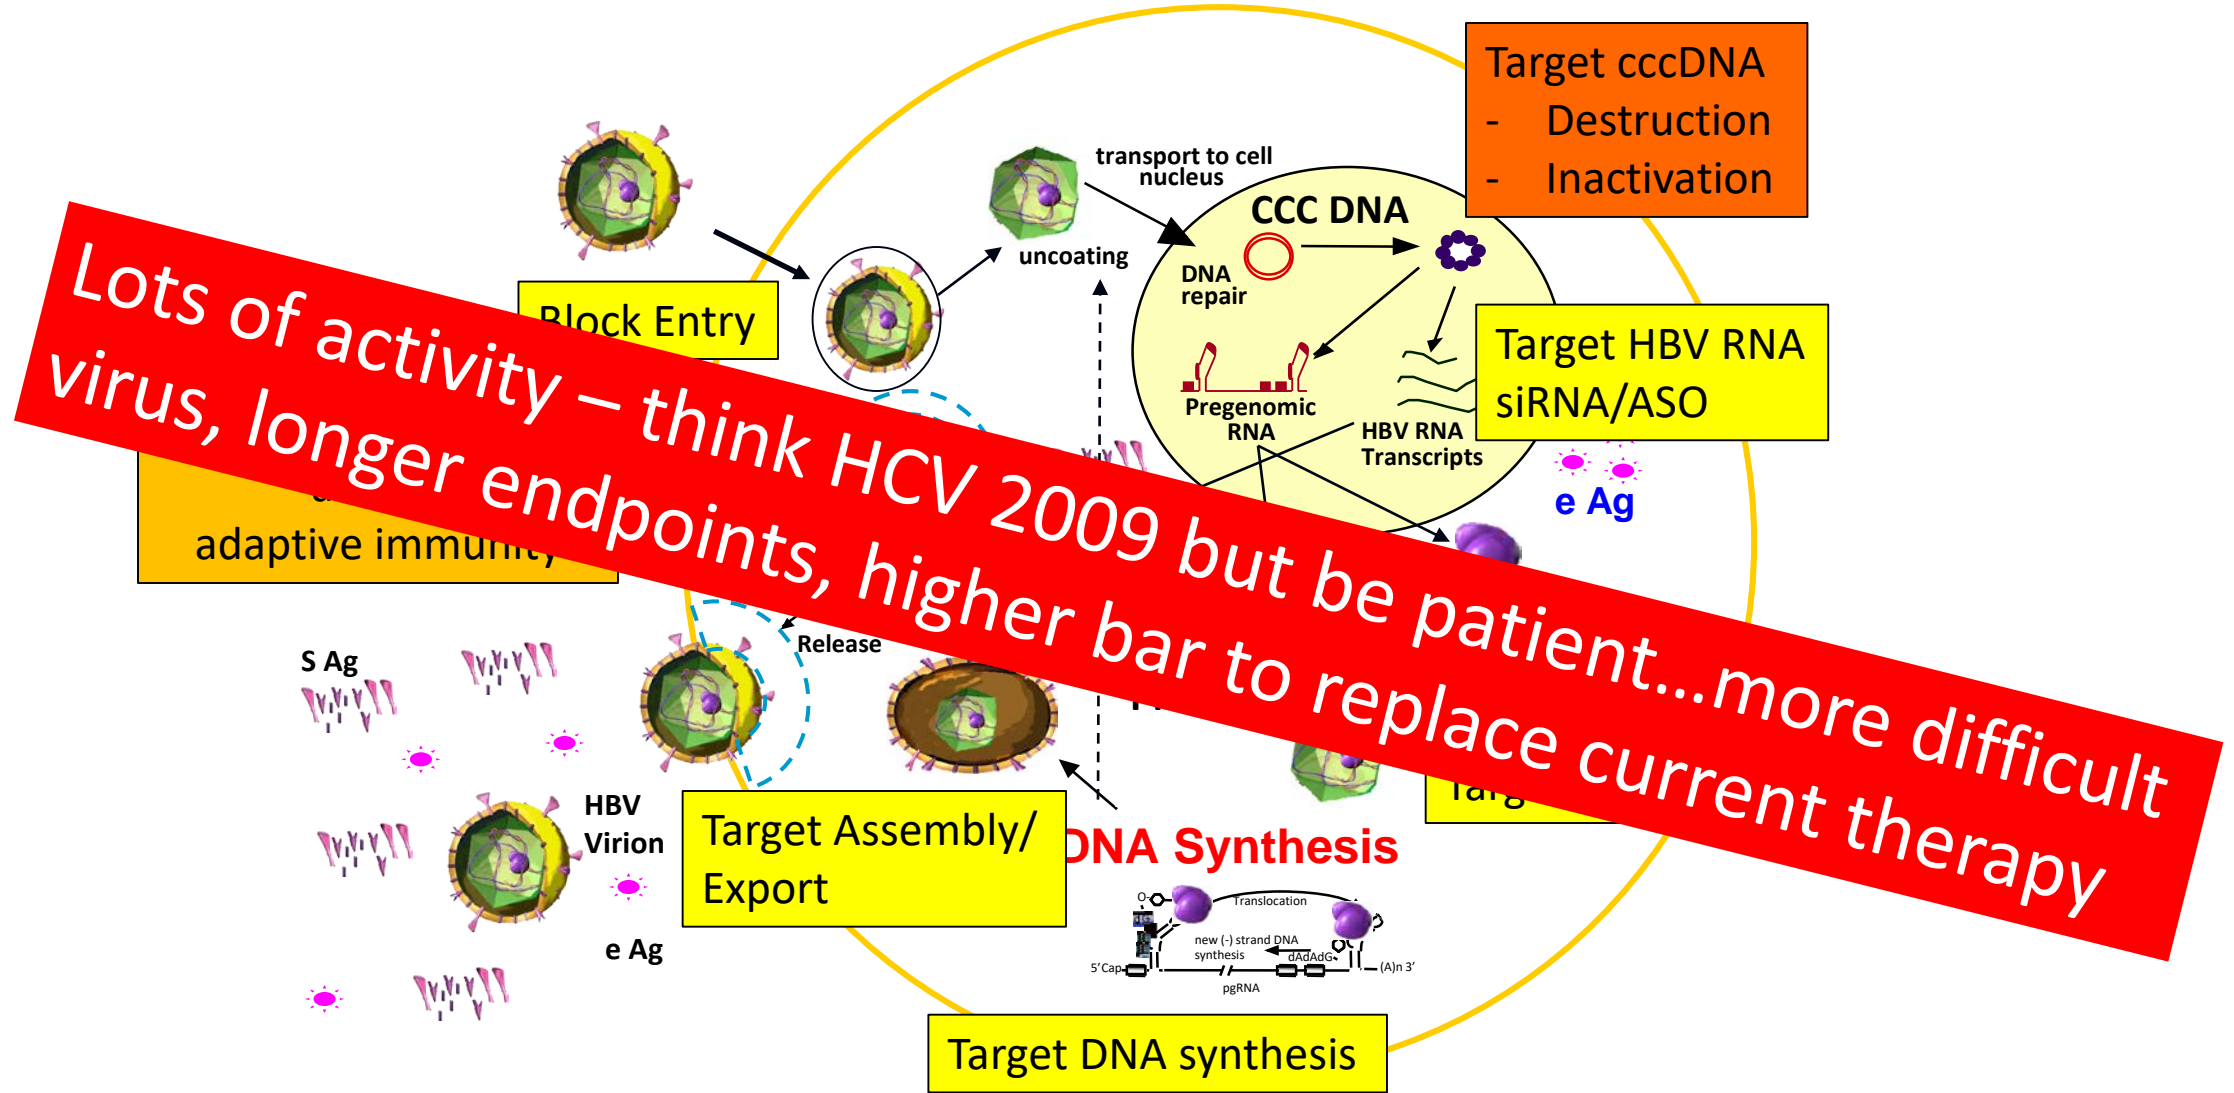 Target cccDNA
- Destruction
- Inactivation
transport to cell
nucleus
CCC DNA
uncoating
DNA
repair
Block Entry
Target HBV RNA
siRNA/ASO
Pregenomic
RNA
HBV RNA
Transcripts
e Ag
Lots of activity – think HCV 2009 but be patient...more difficult
virus, longer endpoints, higher bar to replace current therapy
adaptive immunity
Release
S Ag
HBV
Virion
Target Assembly/
Export
DNA Synthesis
Translocation
new (-) strand DNA
synthesis
dAdAdG
5'Cap
(A)n 3'
pgRNA
e Ag
Target DNA synthesis